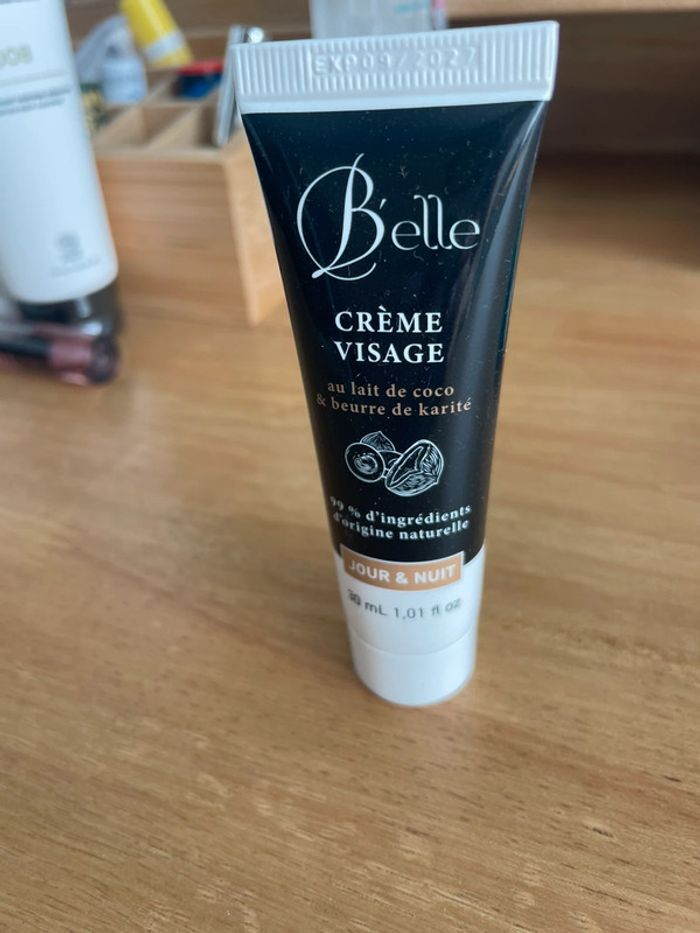 EXP09/2027
B'elle
CRÈME
VISAGE
au lait de coco
& beurre de karité
99 % d'ingrédients
d'origine naturelle
JOUR & NUIT
30 mL 1,01 fl oz